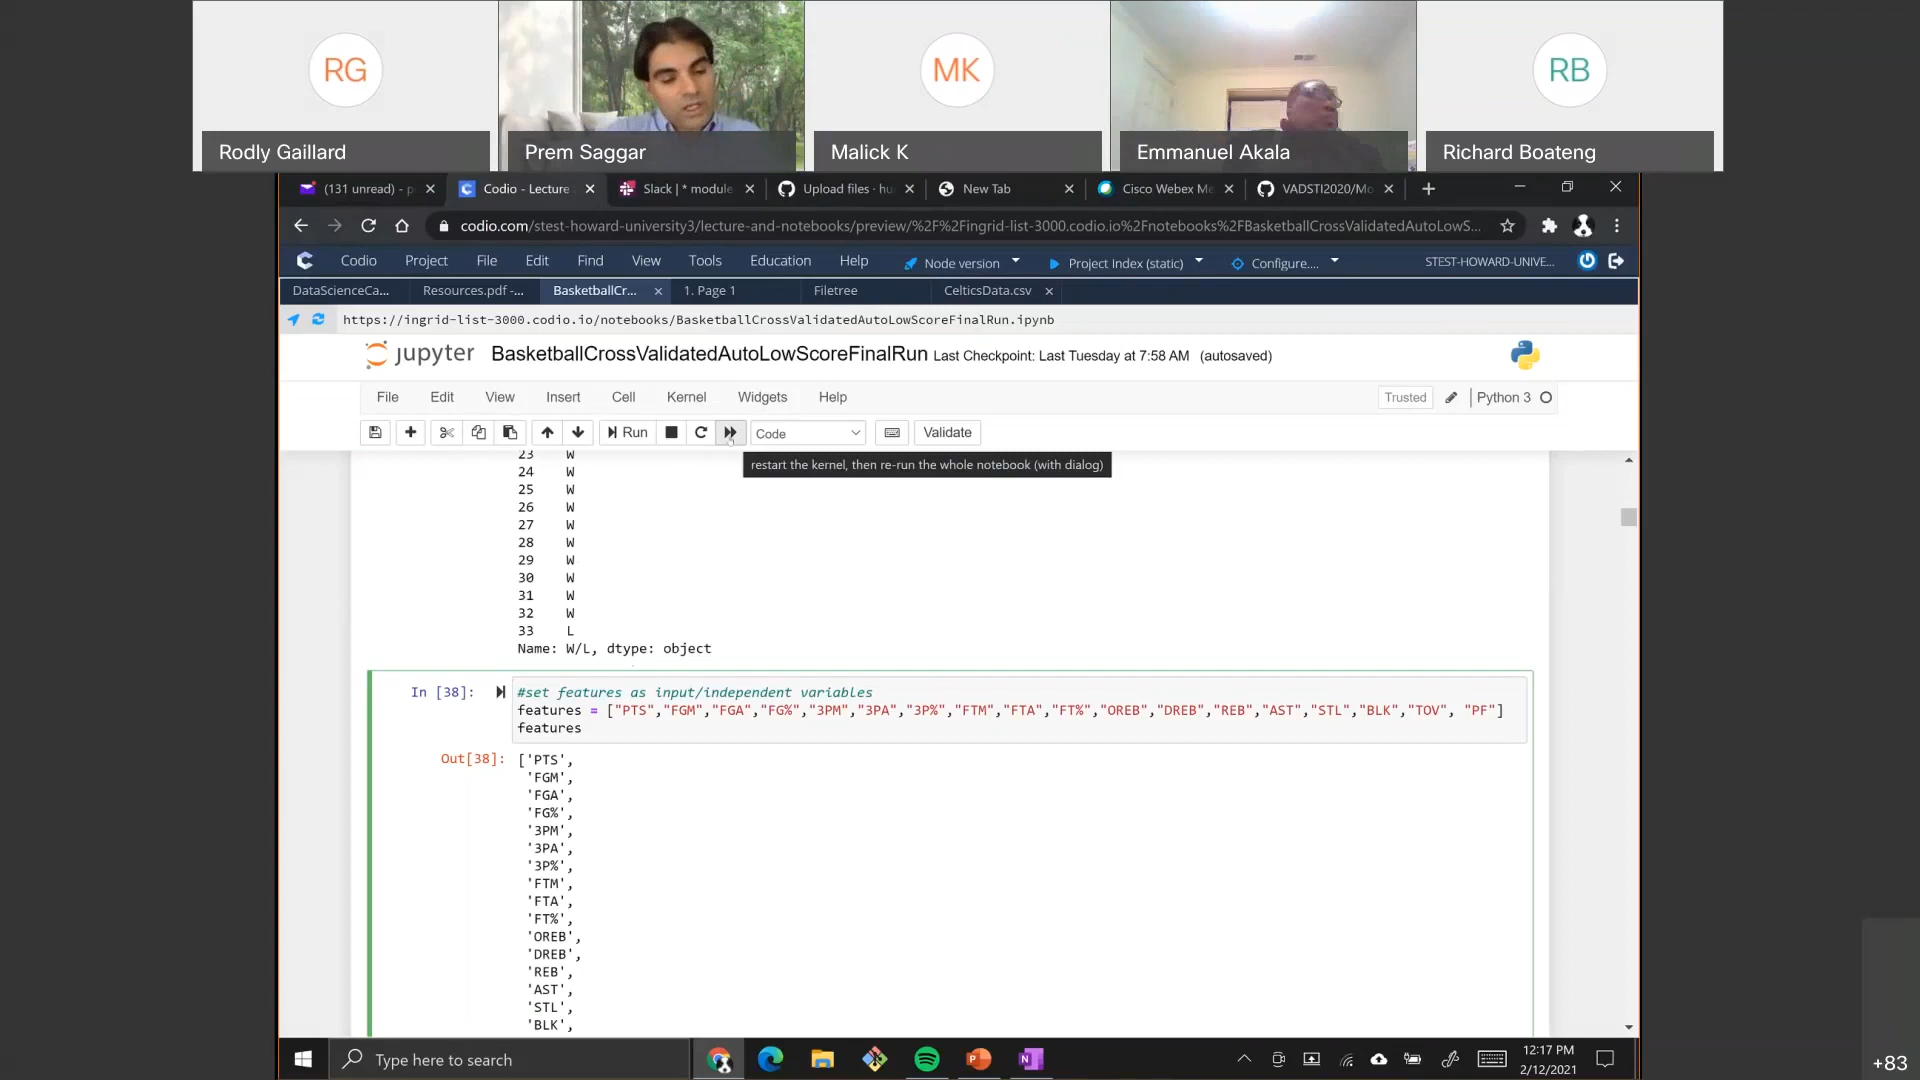 RG
MK
RB
Rodly Gaillard
Prem Saggar
Malick K
Emmanuel Akala
Richard Boateng
(131 unread) - p
Codio - Lecture
Slack | * module
Upload files · hu
New Tab
Cisco Webex Me
VADSTI2020/Mo
codio.com/stest-howard-university3/lecture-and-notebooks/preview/%2F%2Fingrid-list-3000.codio.io%2Fnotebooks%2FBasketballCrossValidatedAutoLowS...
Codio Project File Edit Find View Tools Education Help Node version Project Index (static) Configure.... STEST-HOWARD-UNIVE...
DataScienceCa... Resources.pdf -... BasketballCr... 1. Page 1 Filetree CelticsData.csv
https://ingrid-list-3000.codio.io/notebooks/BasketballCrossValidatedAutoLowScoreFinalRun.ipynb
jupyter BasketballCrossValidatedAutoLowScoreFinalRun Last Checkpoint: Last Tuesday at 7:58 AM (autosaved)
File Edit View Insert Cell Kernel Widgets Help Trusted Python 3
Run Code Validate
restart the kernel, then re-run the whole notebook (with dialog)
23 W
24 W
25 W
26 W
27 W
28 W
29 W
30 W
31 W
32 W
33 L
Name: W/L, dtype: object
In [38]: #set features as input/independent variables
features = ["PTS","FGM","FGA","FG%","3PM","3PA","3P%","FTM","FTA","FT%","OREB","DREB","REB","AST","STL","BLK","TOV", "PF"]
features
Out[38]: ['PTS',
'FGM',
'FGA',
'FG%',
'3PM',
'3PA',
'3P%',
'FTM',
'FTA',
'FT%',
'OREB',
'DREB',
'REB',
'AST',
'STL',
'BLK',
Type here to search
12:17 PM
2/12/2021
+83